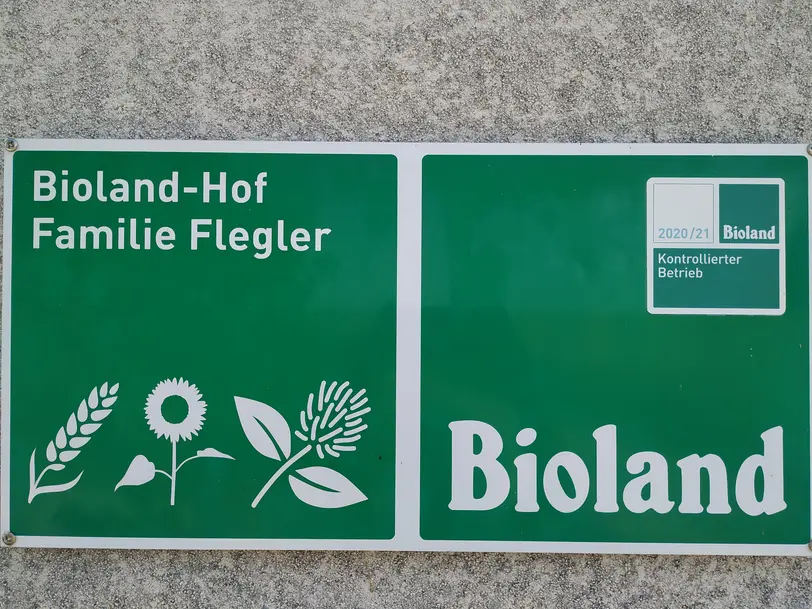 Bioland-Hof
Familie Flegler
2020/21
Bioland
Kontrollierter
Betrieb
Bioland